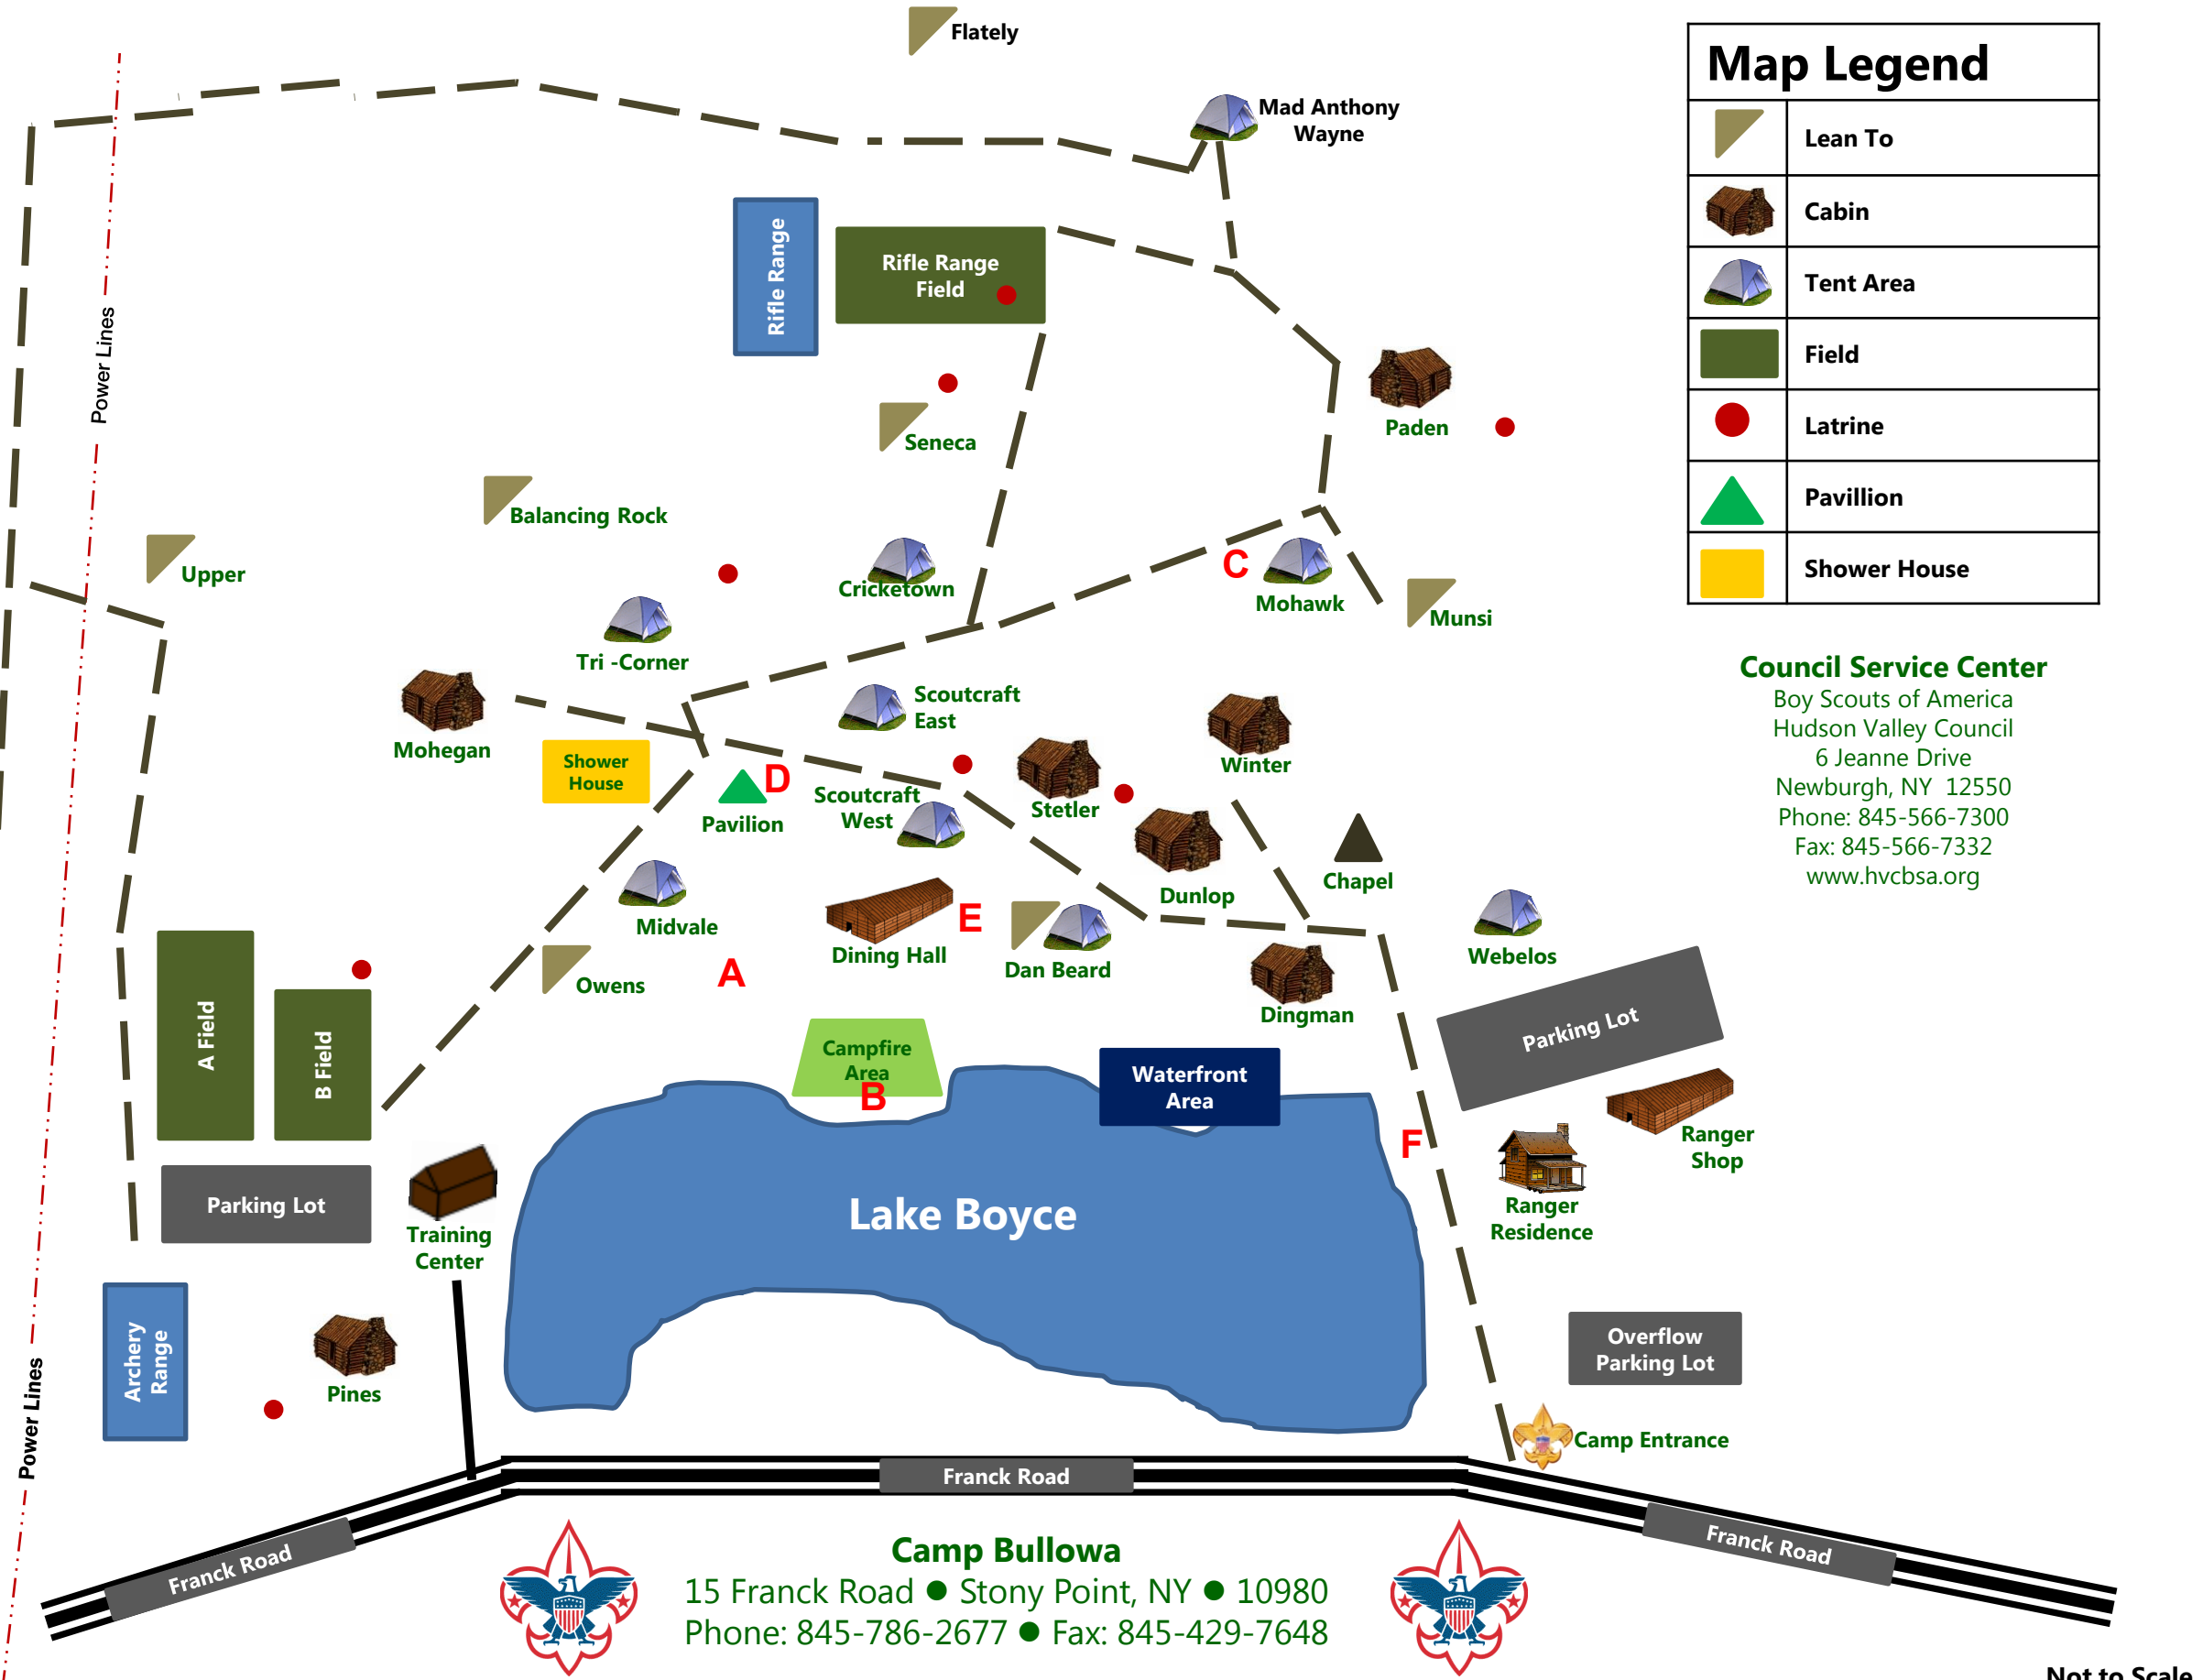 Flately
Mad Anthony
Wayne
Map Legend
Lean To
Cabin
Tent Area
Field
Latrine
Pavillion
Shower House
Rifle Range
Rifle Range
Field
Power Lines
Paden
Seneca
Balancing Rock
Upper
Cricketown
C
Mohawk
Munsi
Tri -Corner
Council Service Center
Boy Scouts of America
Hudson Valley Council
6 Jeanne Drive
Newburgh, NY  12550
Phone: 845-566-7300
Fax: 845-566-7332
www.hvcbsa.org
Mohegan
Scoutcraft
East
Shower
House
D
Pavilion
Scoutcraft
West
Stetler
Winter
Dunlop
Chapel
Midvale
Dining Hall
E
Dan Beard
Webelos
Owens
A
Dingman
A Field
B Field
Campfire
Area
B
Waterfront
Area
Parking Lot
F
Ranger
Shop
Ranger
Residence
Parking Lot
Training
Center
Lake Boyce
Archery
Range
Pines
Power Lines
Overflow
Parking Lot
Camp Entrance
Franck Road
Franck Road
Franck Road
Camp Bullowa
15 Franck Road ● Stony Point, NY ● 10980
Phone: 845-786-2677 ● Fax: 845-429-7648
Not to Scale